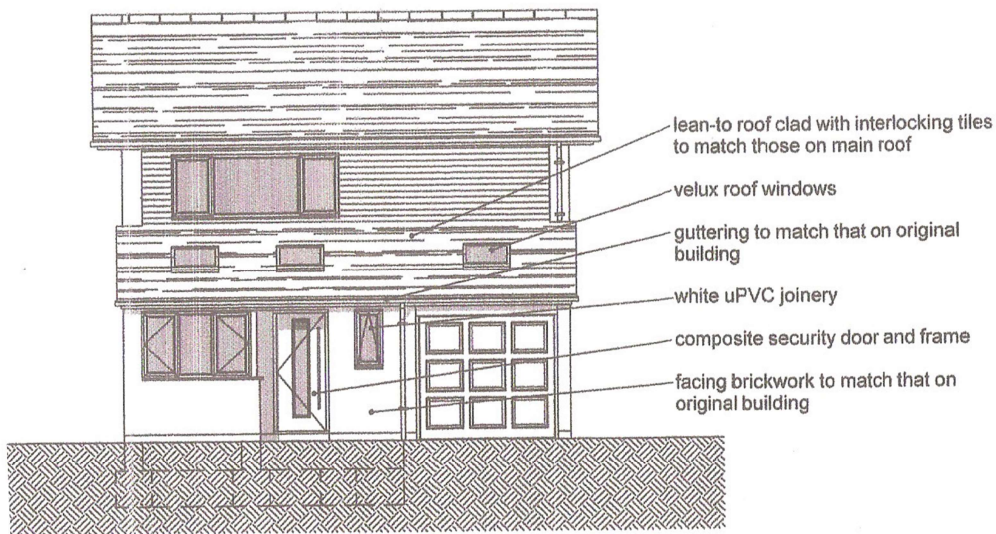 lean-to roof clad with interlocking tiles
to match those on main roof
velux roof windows
guttering to match that on original
building
white uPVC joinery
composite security door and frame
facing brickwork to match that on
original building